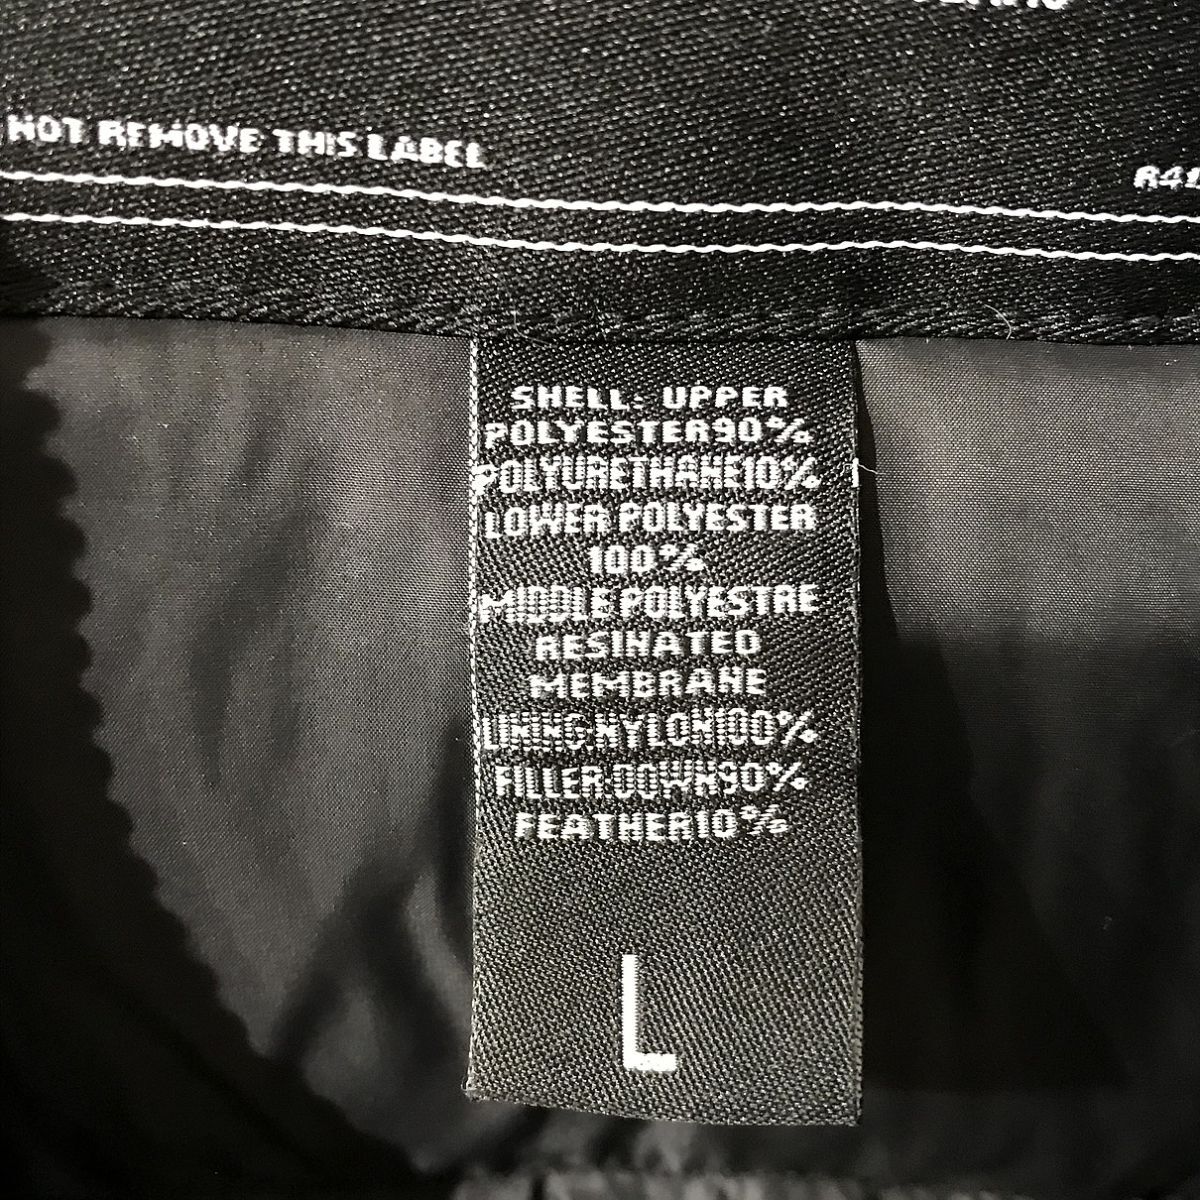 NOT REMOVE THIS LABEL
SHELL: UPPER
POLYESTER90%
POLYURETHANE10%
LOWER:POLYESTER
100%
MIDDLE:POLYESTRE
RESINATED
MEMBRANE
LINING:NYLON100%
FILLER:DOWN90%
FEATHER10%
L